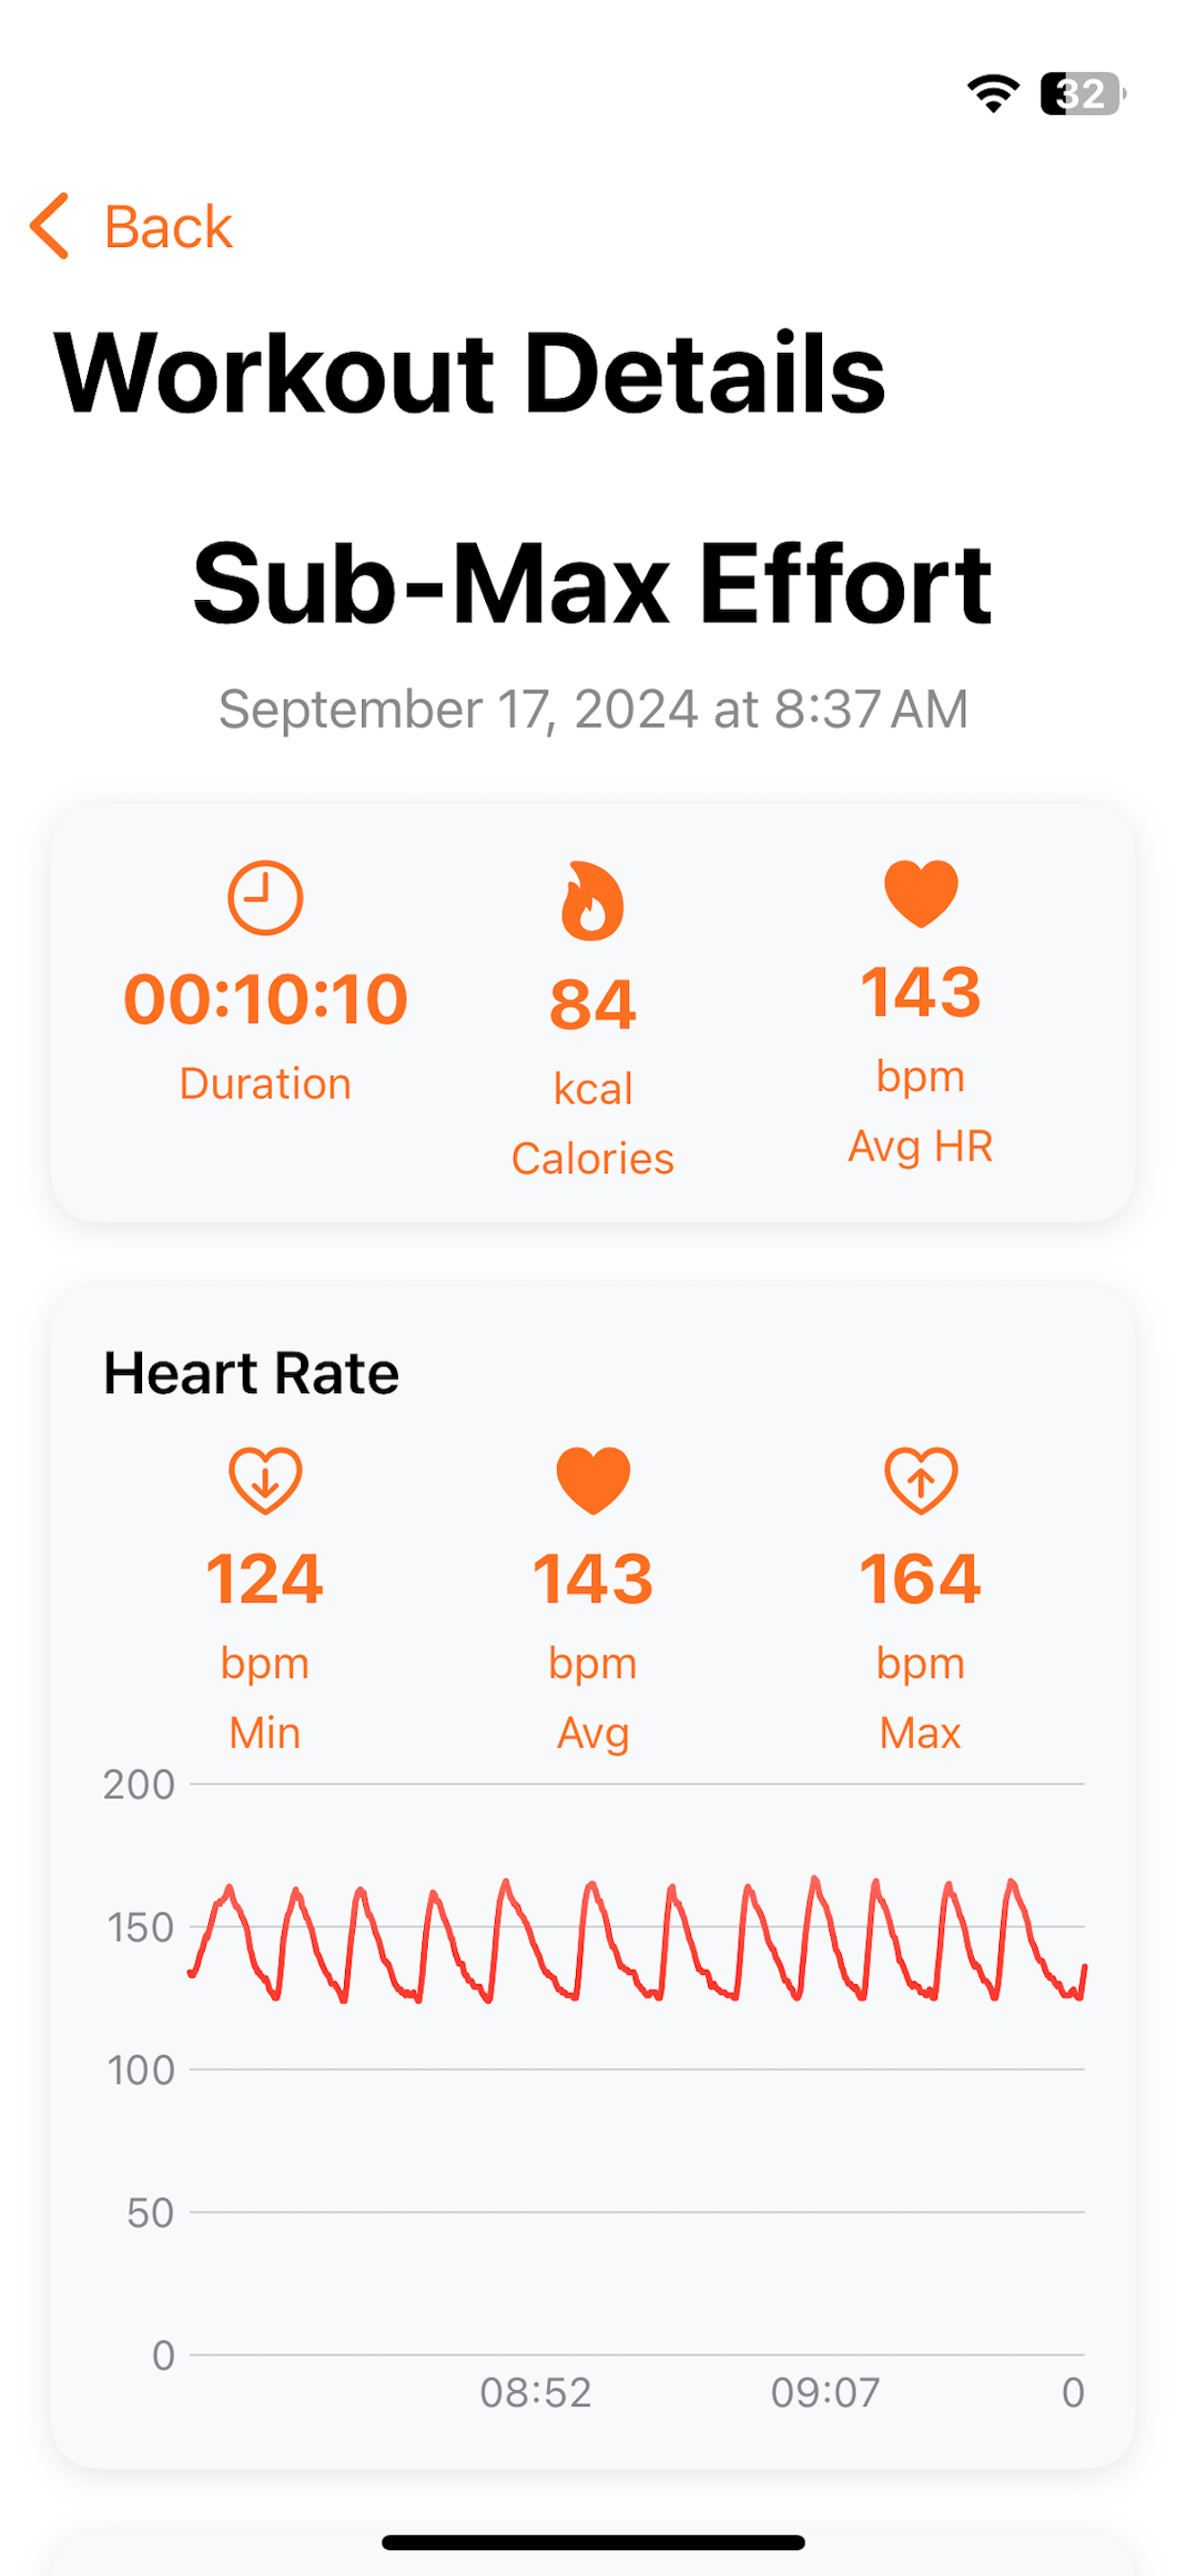 32
Back
Workout Details
Sub-Max Effort
September 17, 2024 at 8:37 AM
00:10:10
Duration
84
kcal
Calories
143
bpm
Avg HR
Heart Rate
124
bpm
Min
143
bpm
Avg
164
bpm
Max
200
150
100
50
0
08:52 09:07 0